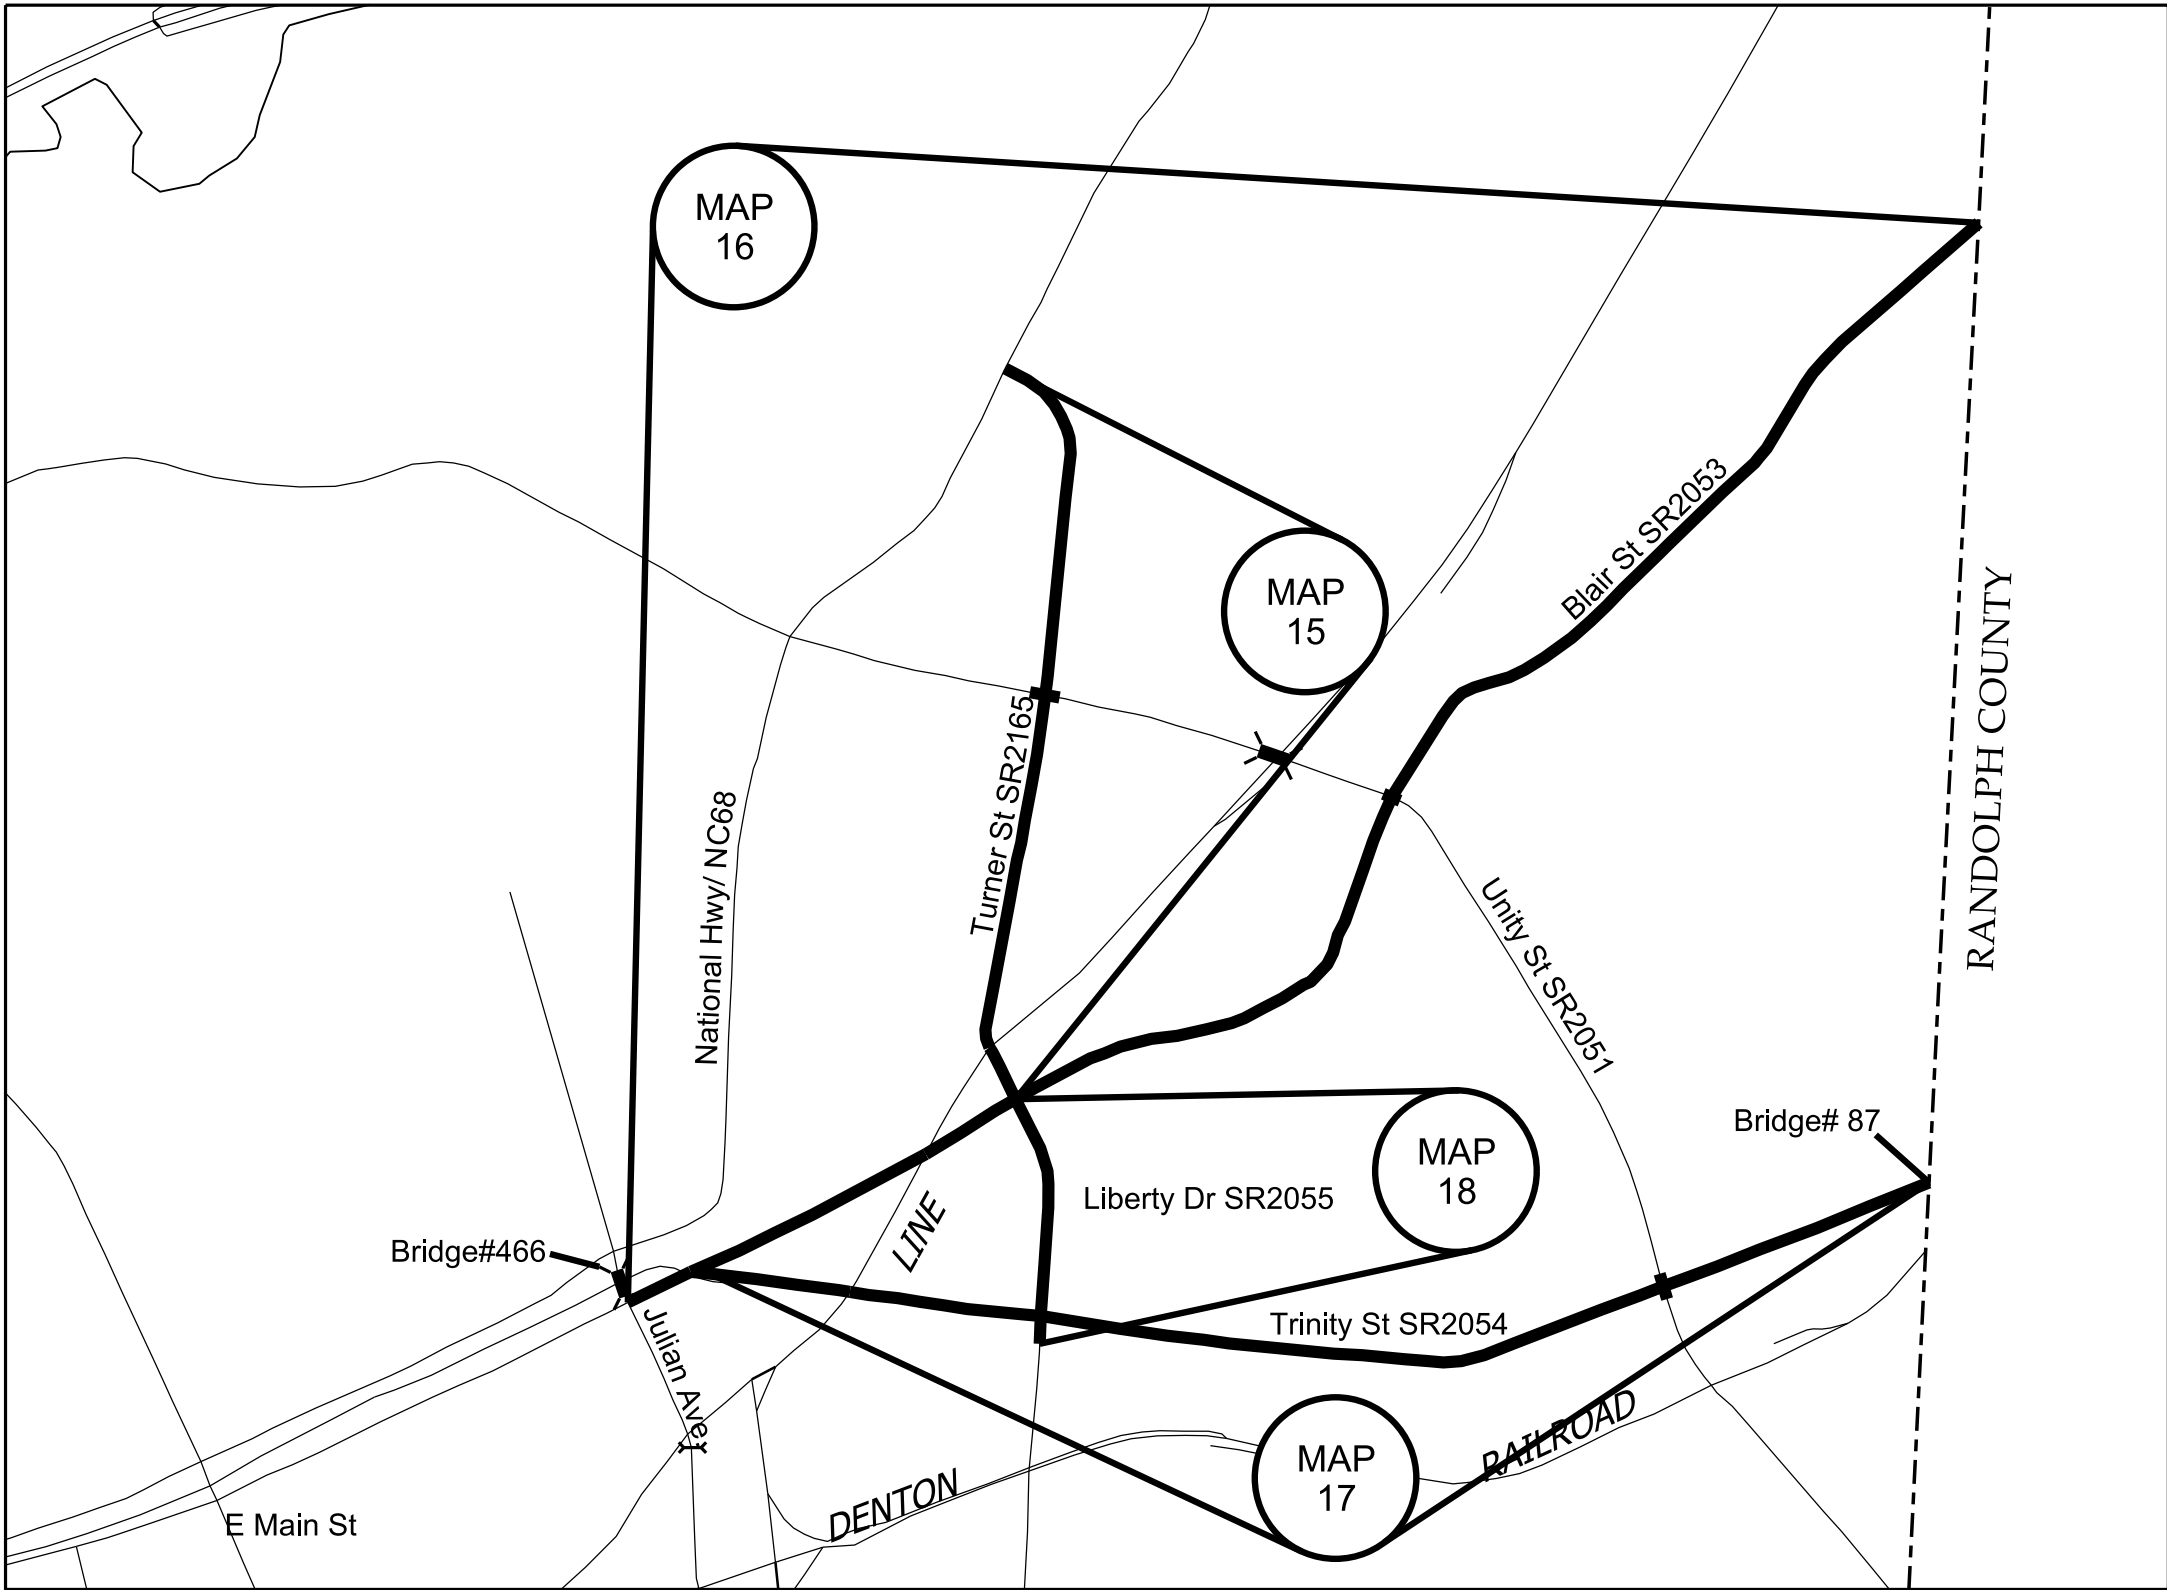 MAP
16
Blair St SR2053
MAP
15
RANDOLPH COUNTY
Turner St SR2165
National Hwy/ NC68
Unity St SR2051
Bridge# 87
MAP
18
Liberty Dr SR2055
LINE
Bridge#466
Trinity St SR2054
Julian Ave
RAILROAD
MAP
17
DENTON
E Main St